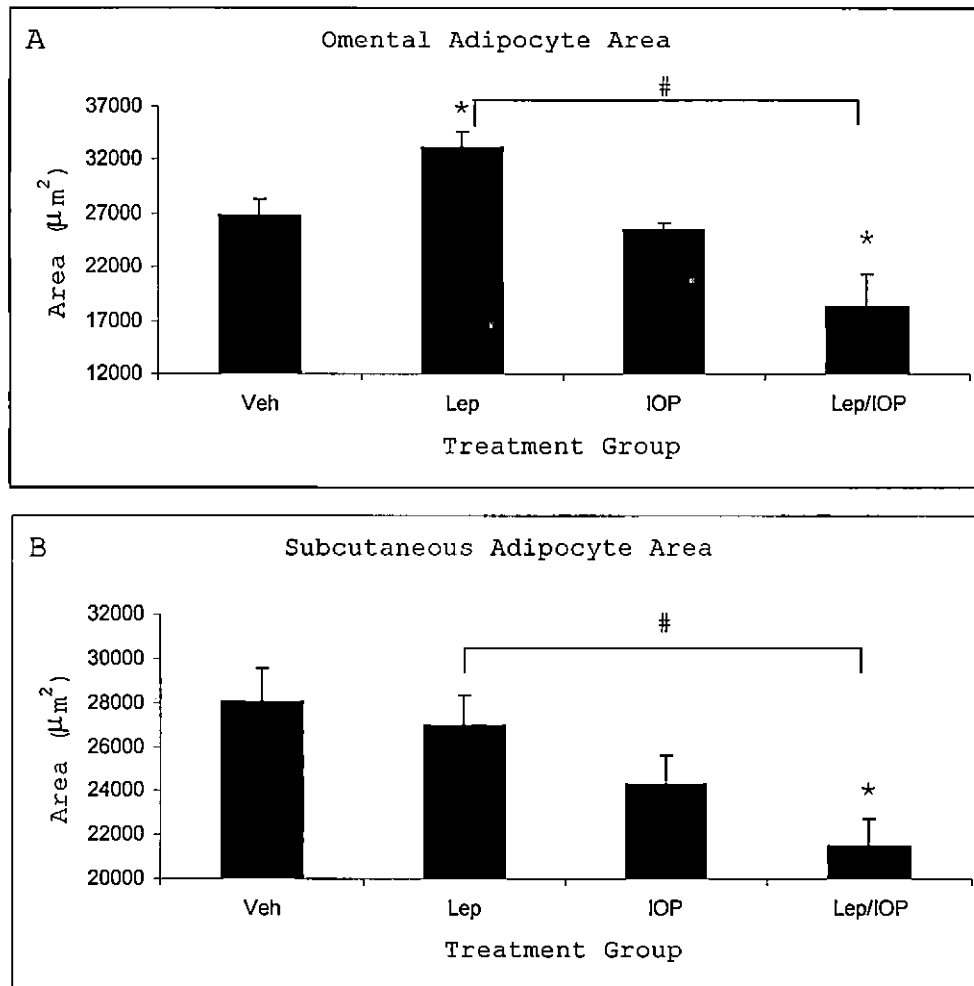 A
Omental Adipocyte Area
#
*
*
37000
32000
27000
22000
17000
12000
Area (µm²)
Veh Lep IOP Lep/IOP
Treatment Group
B
Subcutaneous Adipocyte Area
#
*
32000
30000
28000
26000
24000
22000
20000
Area (µm²)
Veh Lep IOP Lep/IOP
Treatment Group